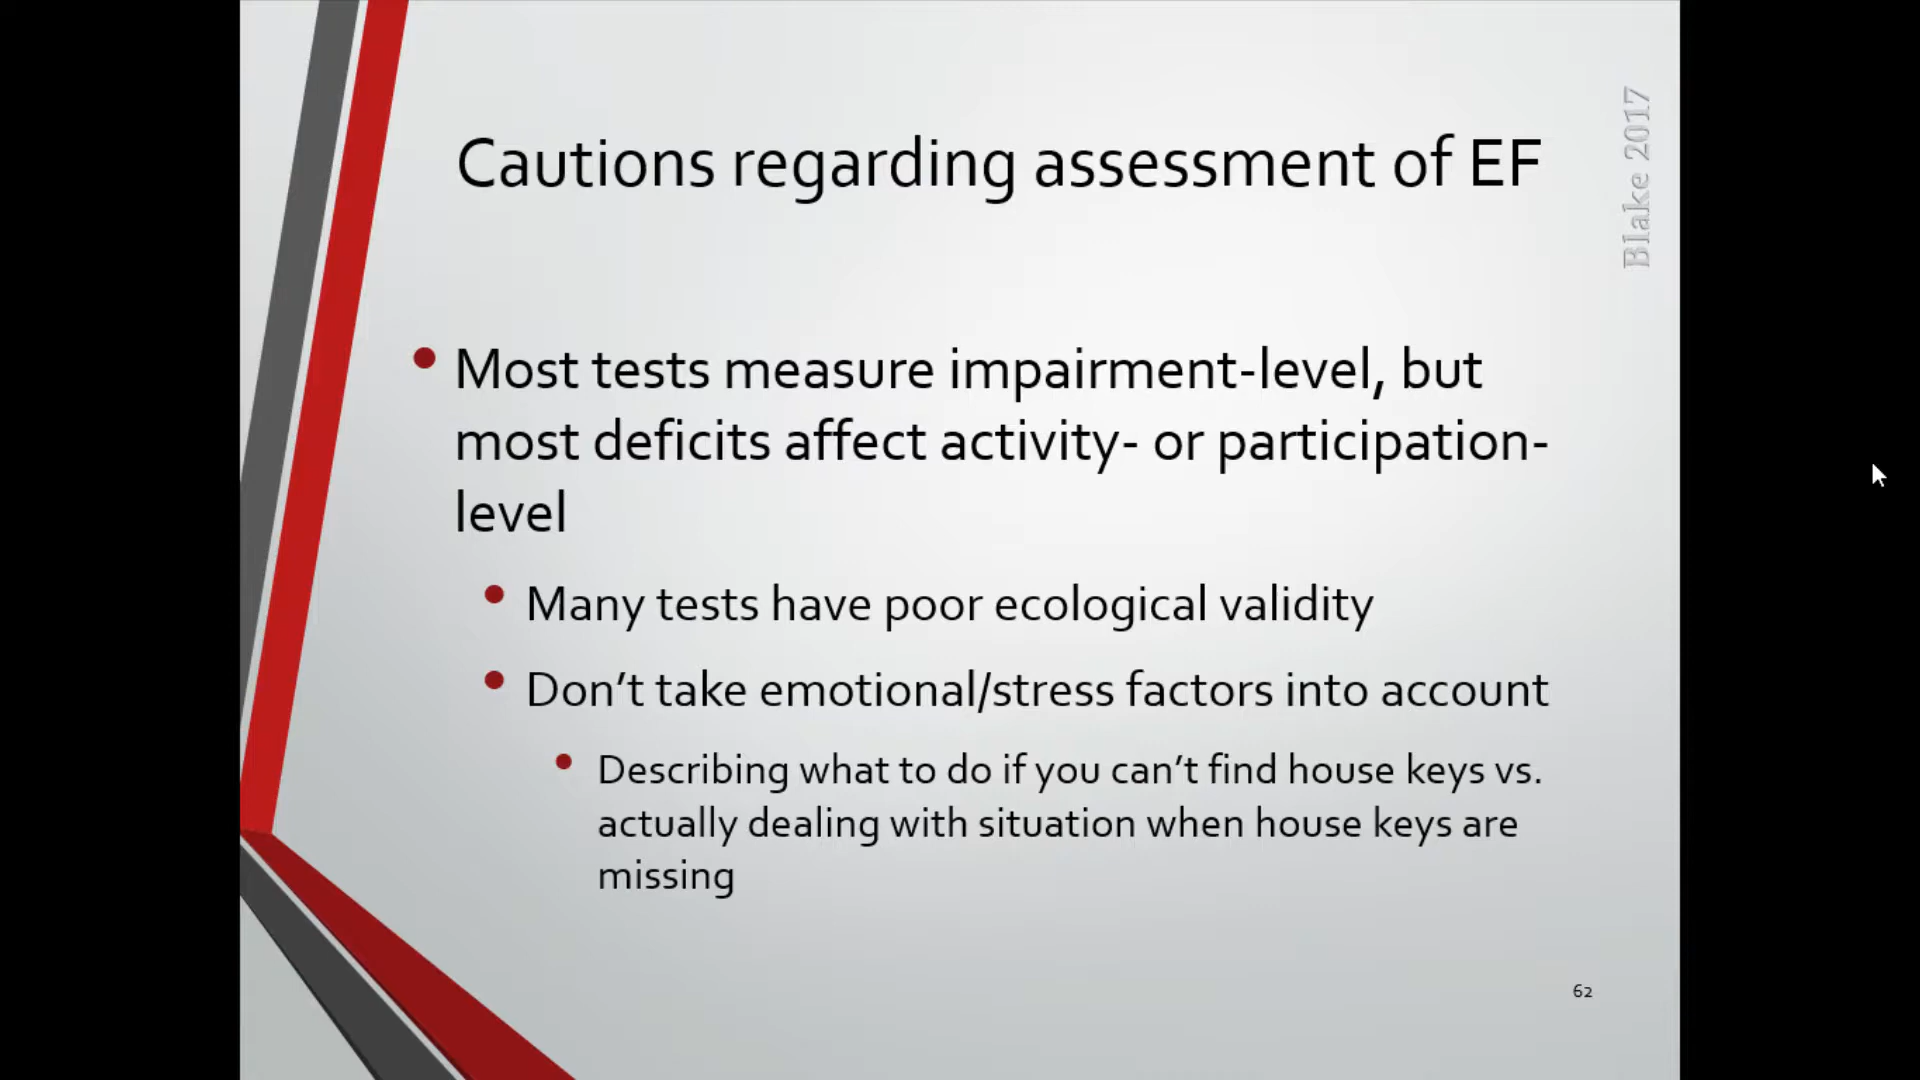 Cautions regarding assessment of EF
Blake 2017
Most tests measure impairment-level, but
most deficits affect activity- or participation-
level
Many tests have poor ecological validity
Don’t take emotional/stress factors into account
Describing what to do if you can’t find house keys vs.
actually dealing with situation when house keys are
missing
62